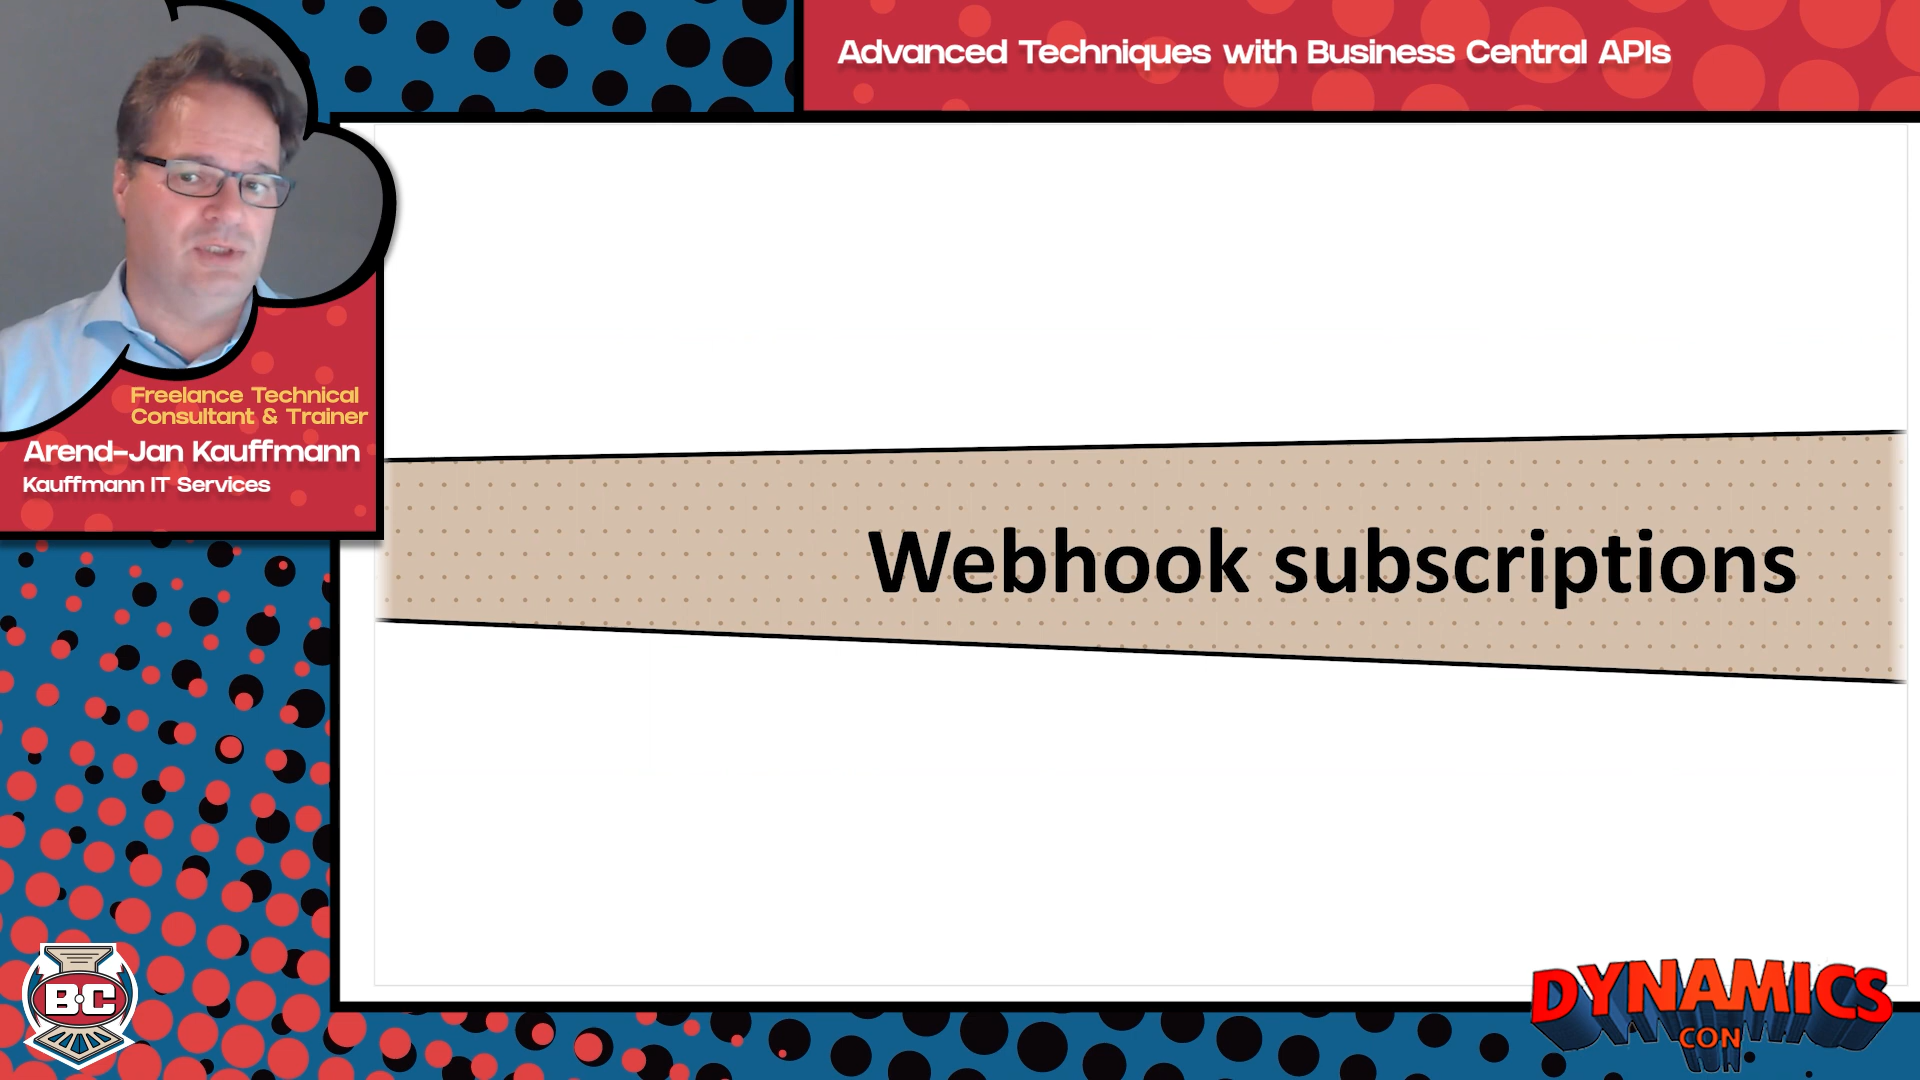 Advanced Techniques with Business Central APIs
Freelance Technical
Consultant & Trainer
Arend-Jan Kauffmann
Kauffmann IT Services
Webhook subscriptions
B•C
DYNAMICS
CON